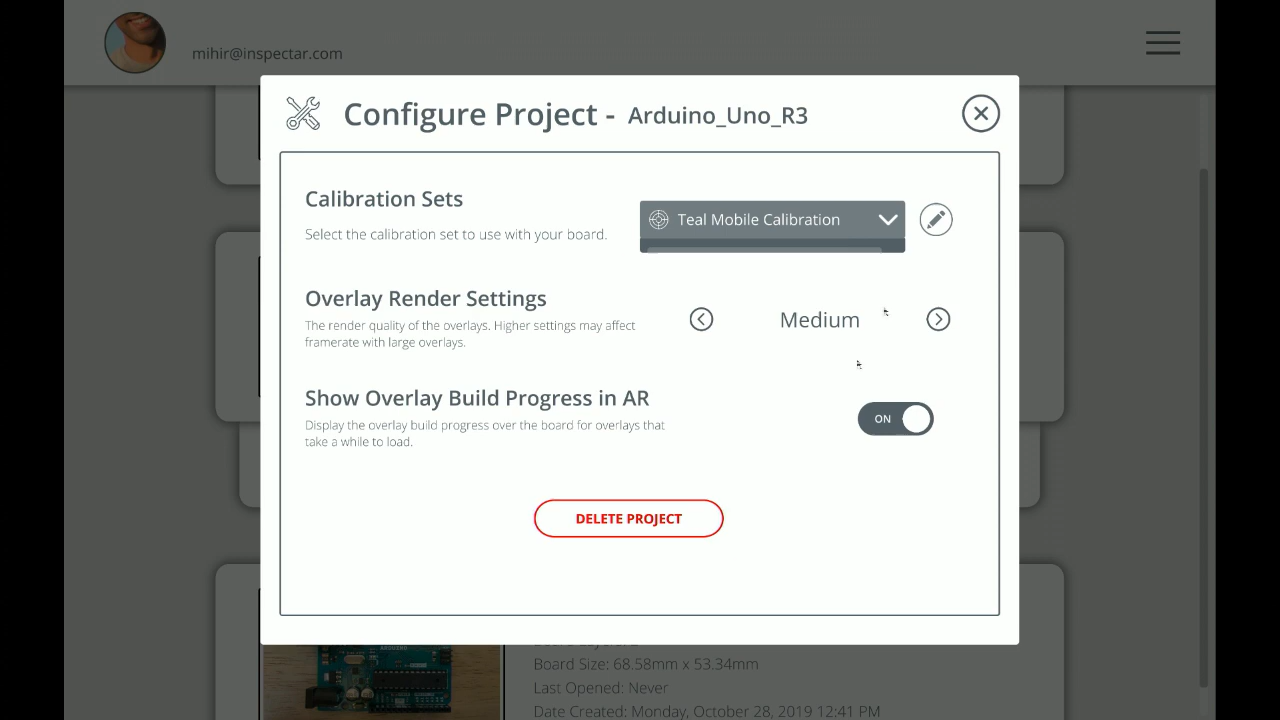 mihir@inspectar.com
Configure Project - Arduino_Uno_R3
Calibration Sets
Select the calibration set to use with your board.
Teal Mobile Calibration
Overlay Render Settings
The render quality of the overlays. Higher settings may affect
framerate with large overlays.
Medium
Show Overlay Build Progress in AR
Display the overlay build progress over the board for overlays that
take a while to load.
ON
DELETE PROJECT
ARDUINO
Board Size: 68.58mm x 53.34mm
Last Opened: Never
Date Created: Monday, October 28, 2019 12:41 PM